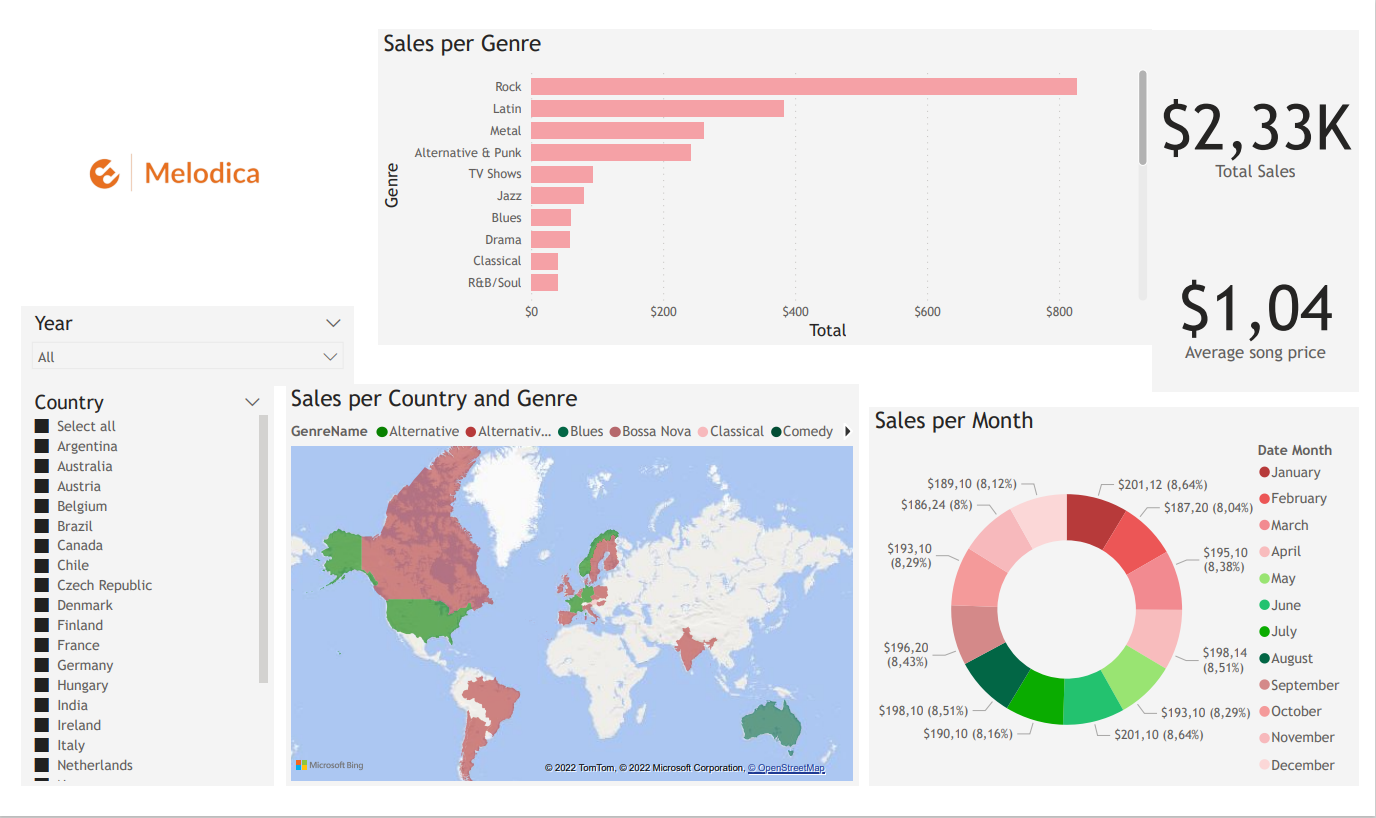 Melodica
Sales per Genre
Genre
Rock
Latin
Metal
Alternative & Punk
TV Shows
Jazz
Blues
Drama
Classical
R&B/Soul
$0
$200
$400
$600
$800
Total
$2,33K
Total Sales
$1,04
Average song price
Year
All
Country
Select all
Argentina
Australia
Austria
Belgium
Brazil
Canada
Chile
Czech Republic
Denmark
Finland
France
Germany
Hungary
India
Ireland
Italy
Netherlands
Sales per Country and Genre
GenreName
Alternative
Alternativ...
Blues
Bossa Nova
Classical
Comedy
Microsoft Bing
© 2022 TomTom, © 2022 Microsoft Corporation, © OpenStreetMap
Sales per Month
$201,12 (8,64%)
$187,20 (8,04%)
$195,10
(8,38%)
$198,14
(8,51%)
$193,10 (8,29%)
$201,10 (8,64%)
$190,10 (8,16%)
$198,10 (8,51%)
$196,20
(8,43%)
$193,10
(8,29%)
$186,24 (8%)
$189,10 (8,12%)
Date Month
January
February
March
April
May
June
July
August
September
October
November
December